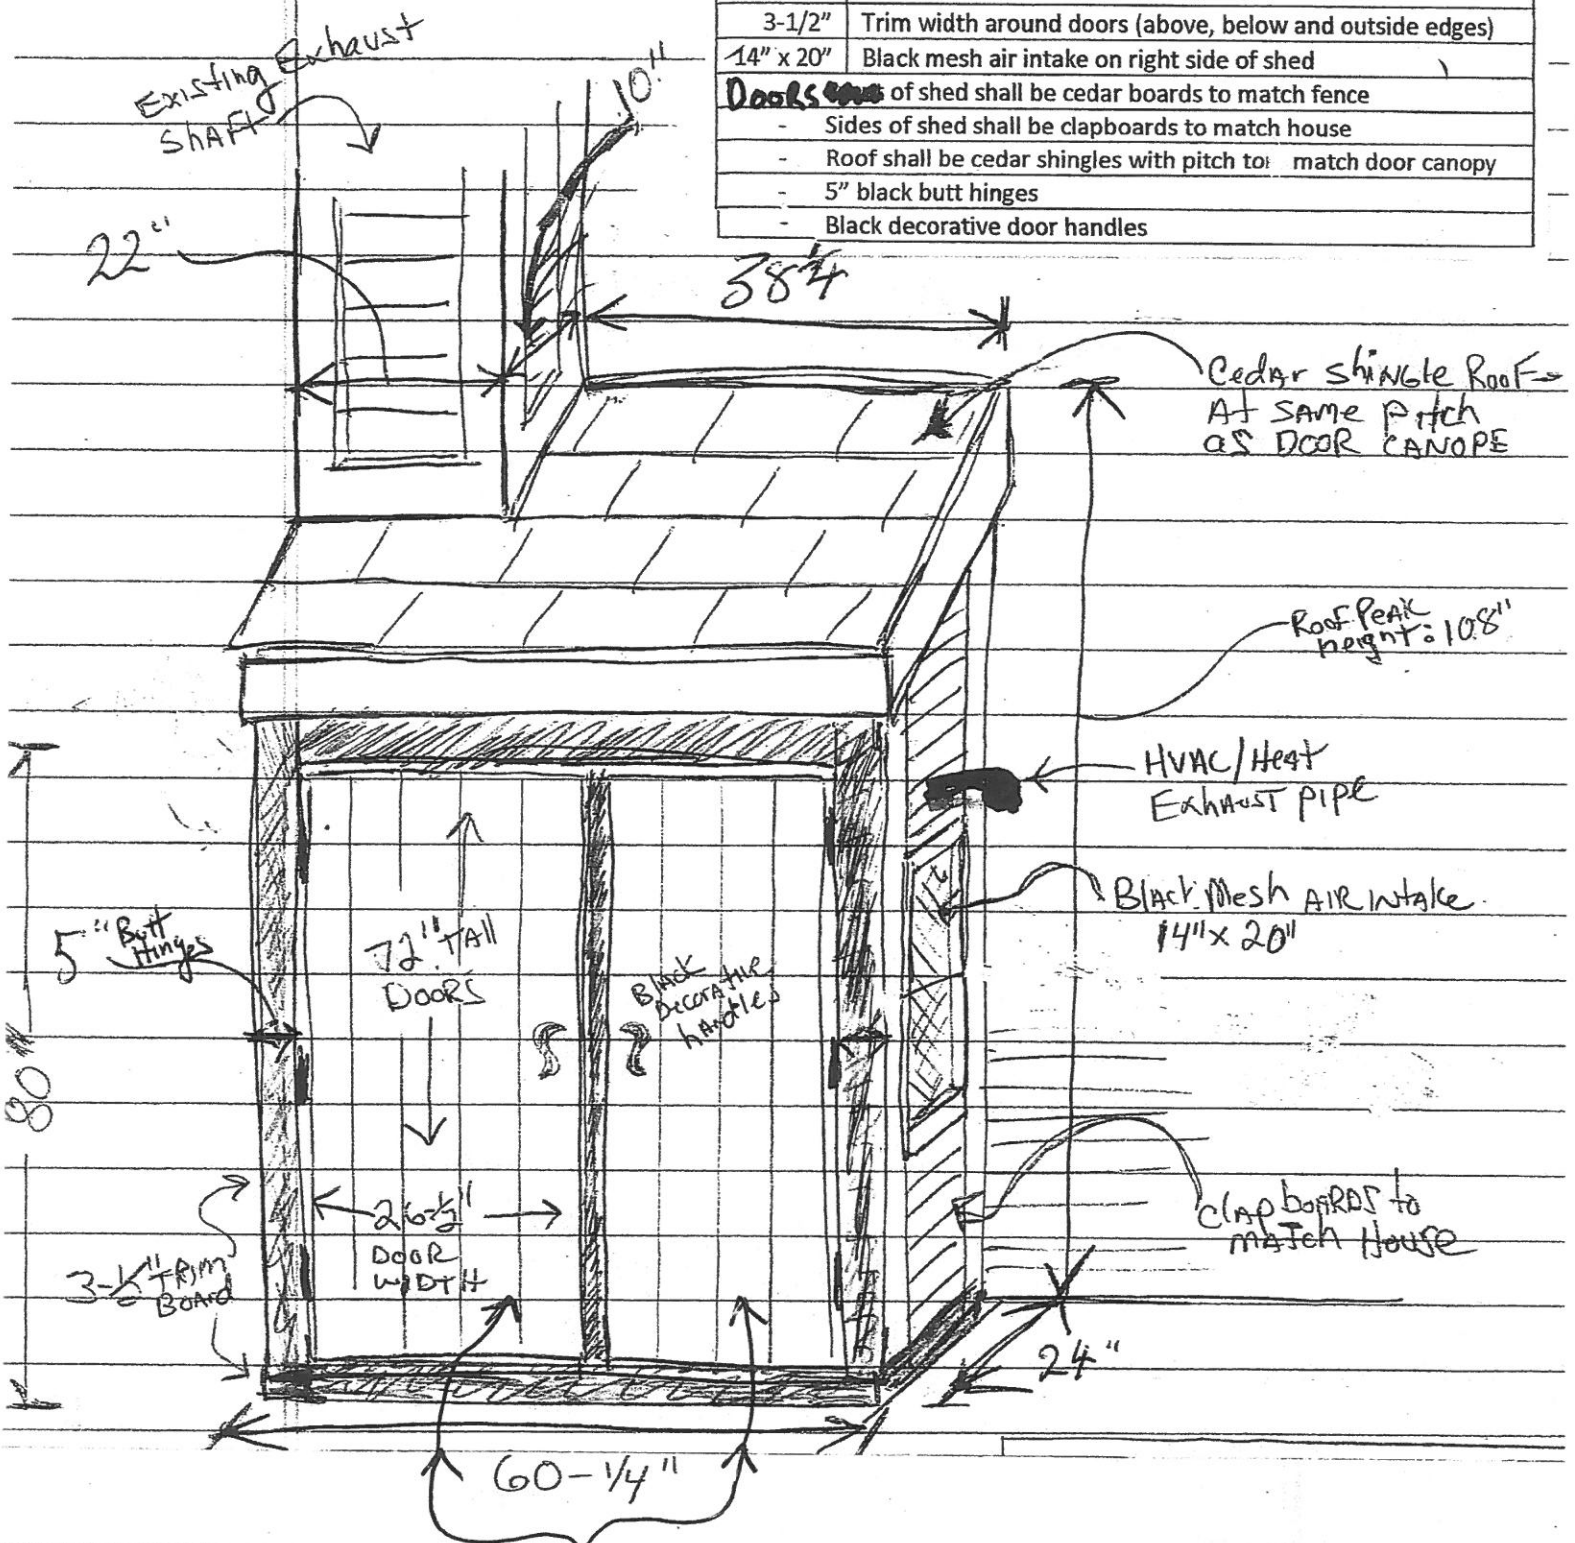 3-1/2" Trim width around doors (above, below and outside edges)
14" x 20" Black mesh air intake on right side of shed
DOORS of shed shall be cedar boards to match fence
- Sides of shed shall be clapboards to match house
- Roof shall be cedar shingles with pitch to match door canopy
- 5" black butt hinges
- Black decorative door handles
Existing Exhaust
Shaft
10"
22"
38 1/4
Cedar Shingle Roof
At SAME Pitch
as DOOR CANOPE
Roof Peak
height: 108"
HVAC/Heat
Exhaust pipe
Black Mesh AIR Intake
14" x 20"
5" Butt
Hinges
72" TAll
DOORS
Black
Decorative
handles
80"
26-1/2"
DOOR
WIDTH
3-1/2" TRIM
BOARD
Clapboards to
MATCH House
24"
60-1/4"